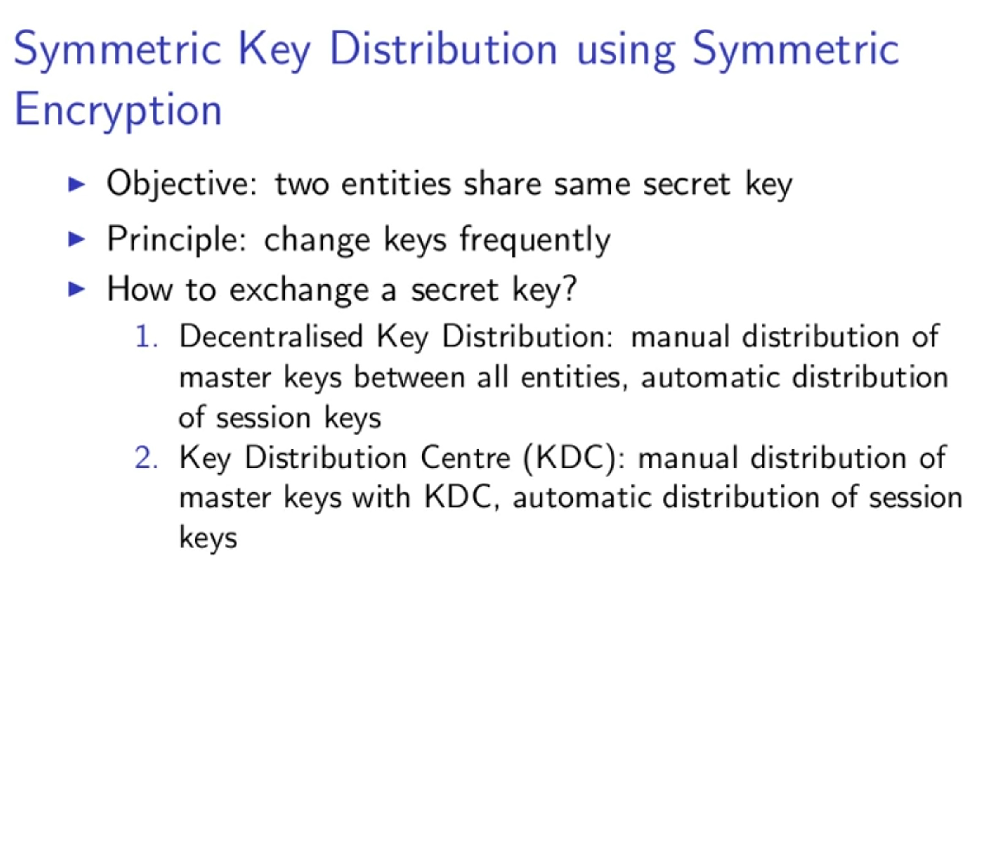 Symmetric Key Distribution using Symmetric
Encryption
▶ Objective: two entities share same secret key
▶ Principle: change keys frequently
▶ How to exchange a secret key?
1. Decentralised Key Distribution: manual distribution of
master keys between all entities, automatic distribution
of session keys
2. Key Distribution Centre (KDC): manual distribution of
master keys with KDC, automatic distribution of session
keys